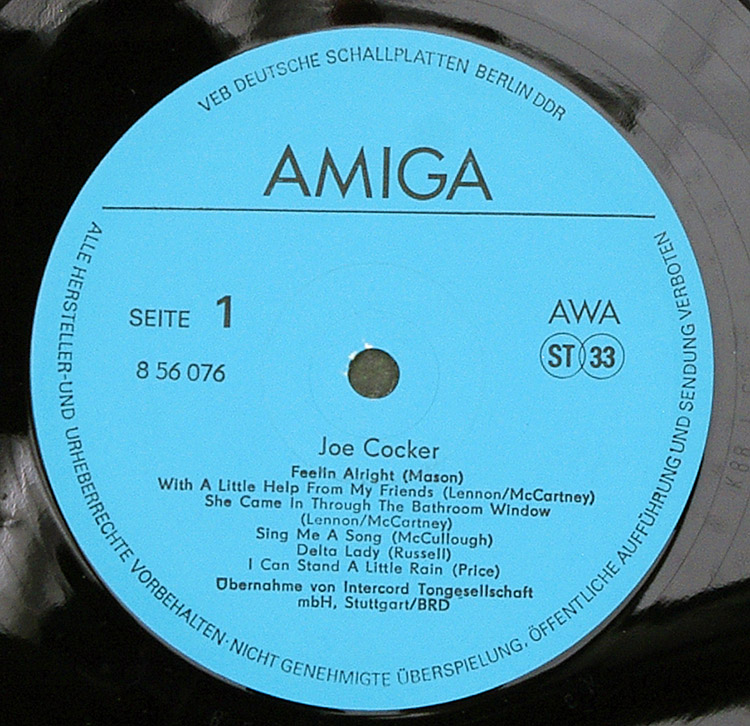 VEB DEUTSCHE SCHALLPLATTEN BERLIN DDR
AMIGA
SEITE 1
8 56 076
AWA
ST 33
Joe Cocker
Feelin Alright (Mason)
With A Little Help From My Friends (Lennon/McCartney)
She Came In Through The Bathroom Window
(Lennon/McCartney)
Sing Me A Song (McCullough)
Delta Lady (Russell)
I Can Stand A Little Rain (Price)
Übernahme von Intercord Tongesellschaft
mbH, Stuttgart/BRD
ALLE HERSTELLER-UND URHEBERRECHTE VORBEHALTEN·NICHT GENEHMIGTE ÜBERSPIELUNG, ÖFFENTLICHE AUFFÜHRUNG UND SENDUNG VERBOTEN